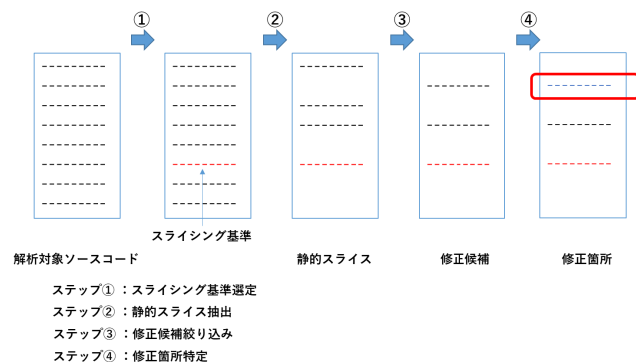 ① ② ③ ④
スライシング基準
解析対象ソースコード 静的スライス 修正候補 修正箇所
ステップ①：スライシング基準選定
ステップ②：静的スライス抽出
ステップ③：修正候補絞り込み
ステップ④：修正箇所特定